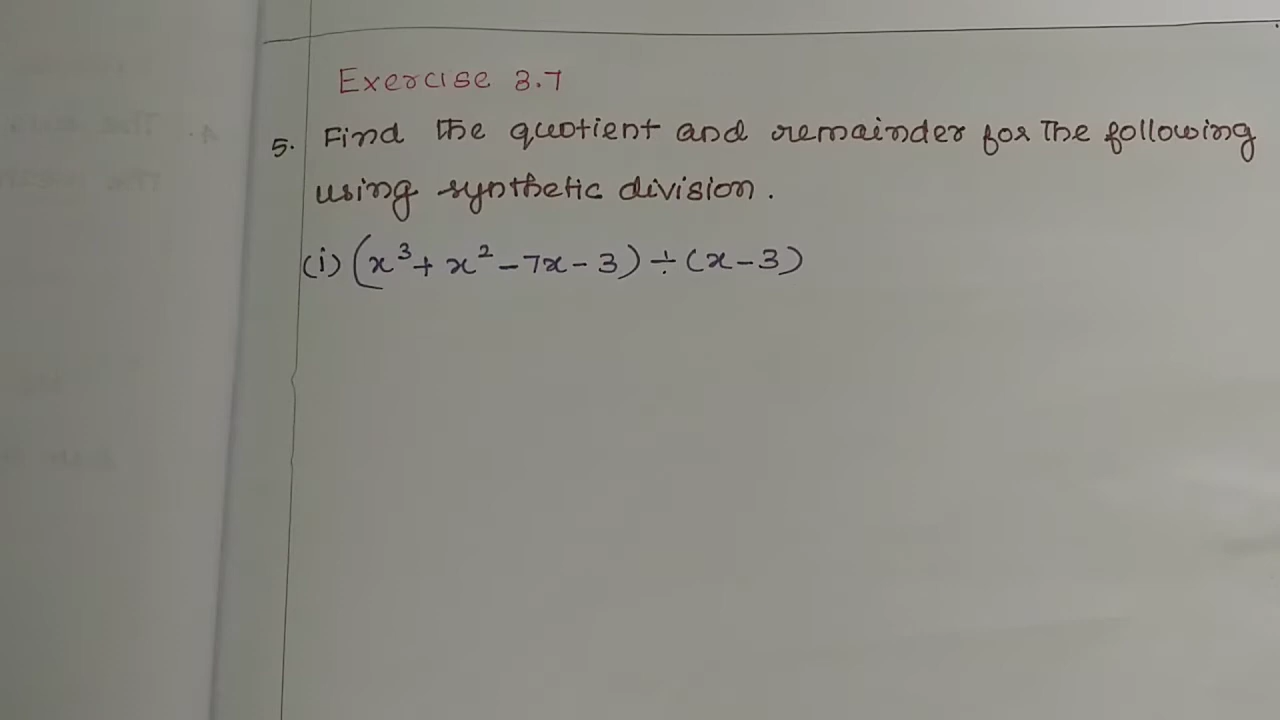 Exercise 3.7
5. Find the quotient and remainder for the following
using synthetic division.
(i) (x³ + x² - 7x - 3) ÷ (x - 3)